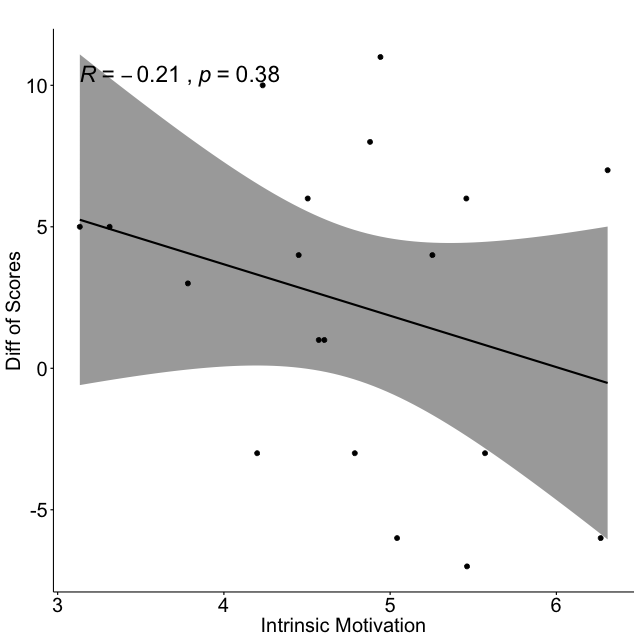 R = − 0.21 , p = 0.38
10
5
0
-5
Diff of Scores
3 4 5 6
Intrinsic Motivation